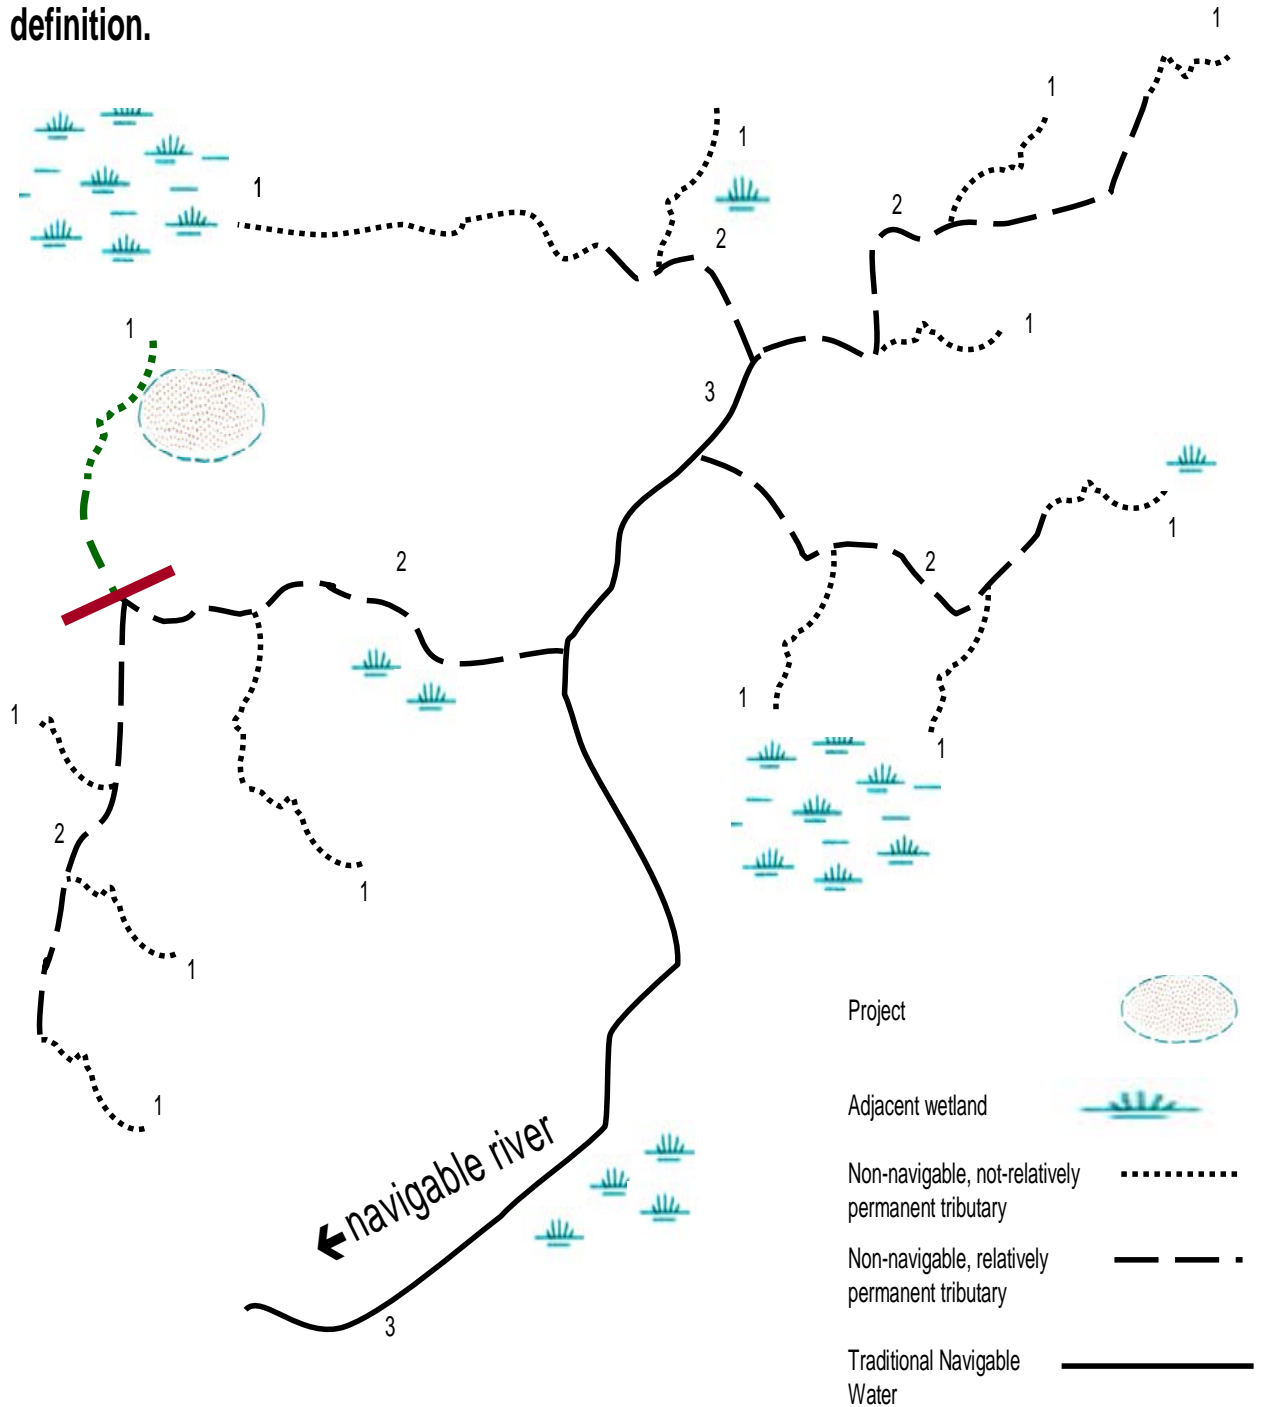 definition.
1
1
1
1
2
2
1
1
3
1
1
2
2
1
1
1
2
1
1
1
navigable river
3
Project
Adjacent wetland
Non-navigable, not-relatively
permanent tributary
Non-navigable, relatively
permanent tributary
Traditional Navigable
Water